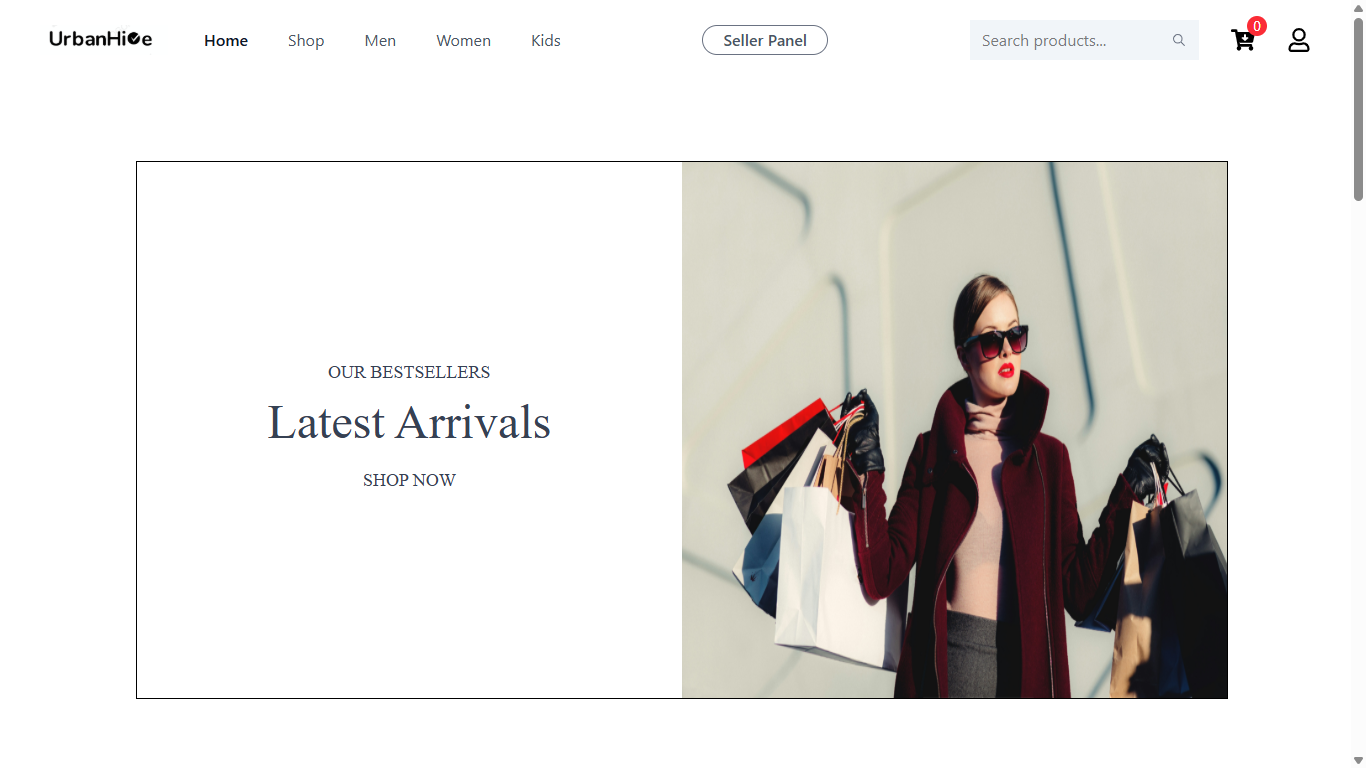 UrbanHive
Home
Shop
Men
Women
Kids
Seller Panel
Search products...
0
OUR BESTSELLERS
Latest Arrivals
SHOP NOW